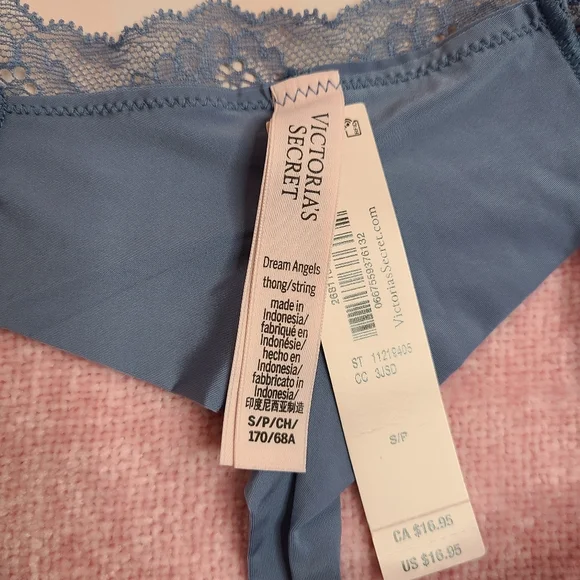 VICTORIA'S
SECRET
Dream Angels
thong/string
made in
Indonesia/
fabriqué en
Indonésie/
hecho en
Indonesia/
fabbricato in
Indonesia/
印度尼西亚制造
S/P/CH/
170/68A
0667559376132
VictoriasSecret.com
ST 11219405
CC 3JSD
S/P
CA $16.95
US $16.95